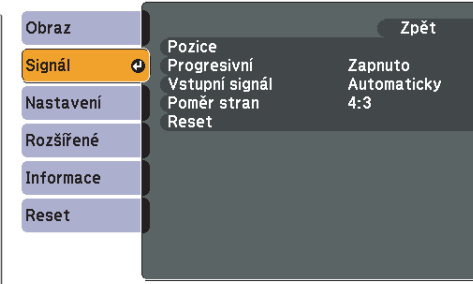 Obraz
Signál
Nastavení
Rozšířené
Informace
Reset
Zpět
Pozice
Progresivní Zapnuto
Vstupní signál Automaticky
Poměr stran 4:3
Reset